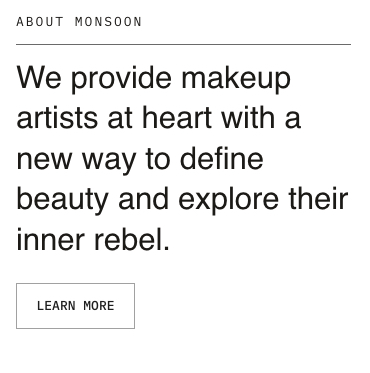 ABOUT MONSOON
We provide makeup
artists at heart with a
new way to define
beauty and explore their
inner rebel.
LEARN MORE